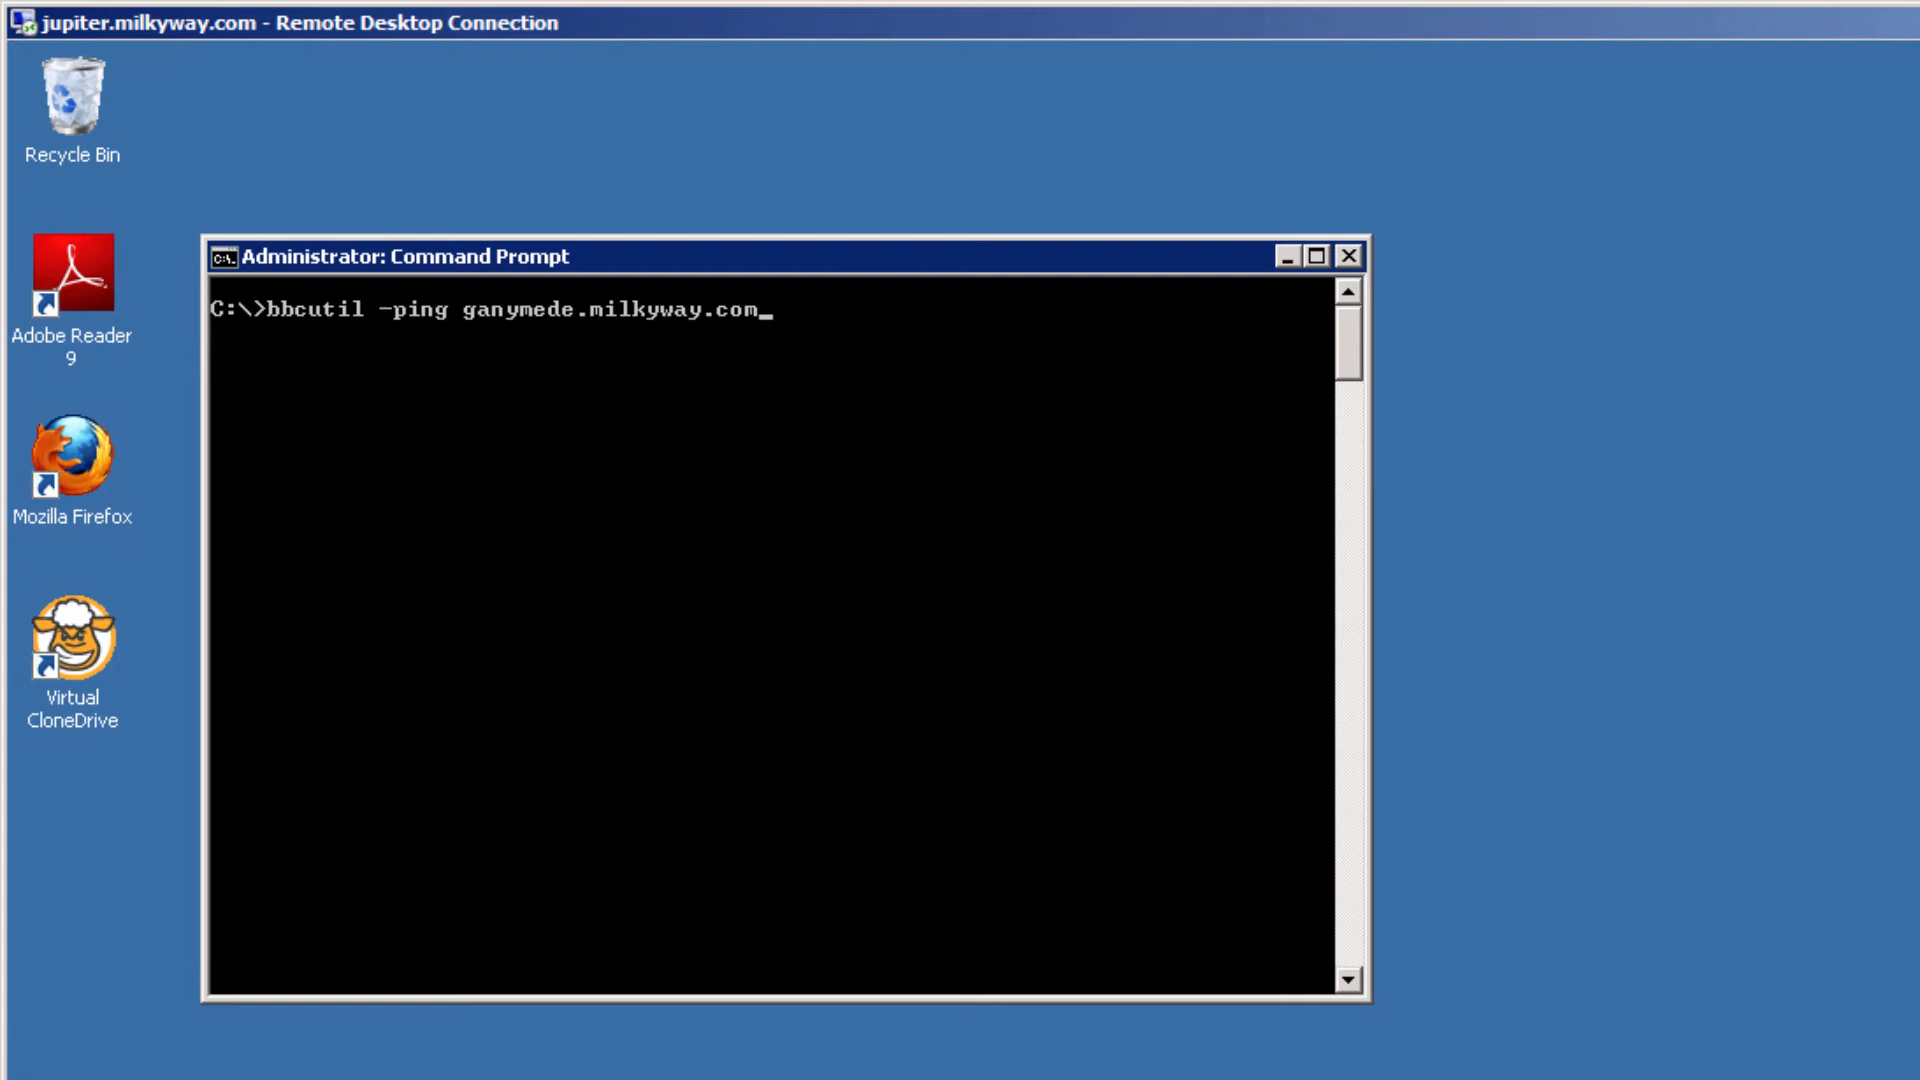 jupiter.milkyway.com - Remote Desktop Connection
Recycle Bin
Adobe Reader
9
Mozilla Firefox
Virtual
CloneDrive
C:\. Administrator: Command Prompt
C:\>bbcutil -ping ganymede.milkyway.com_